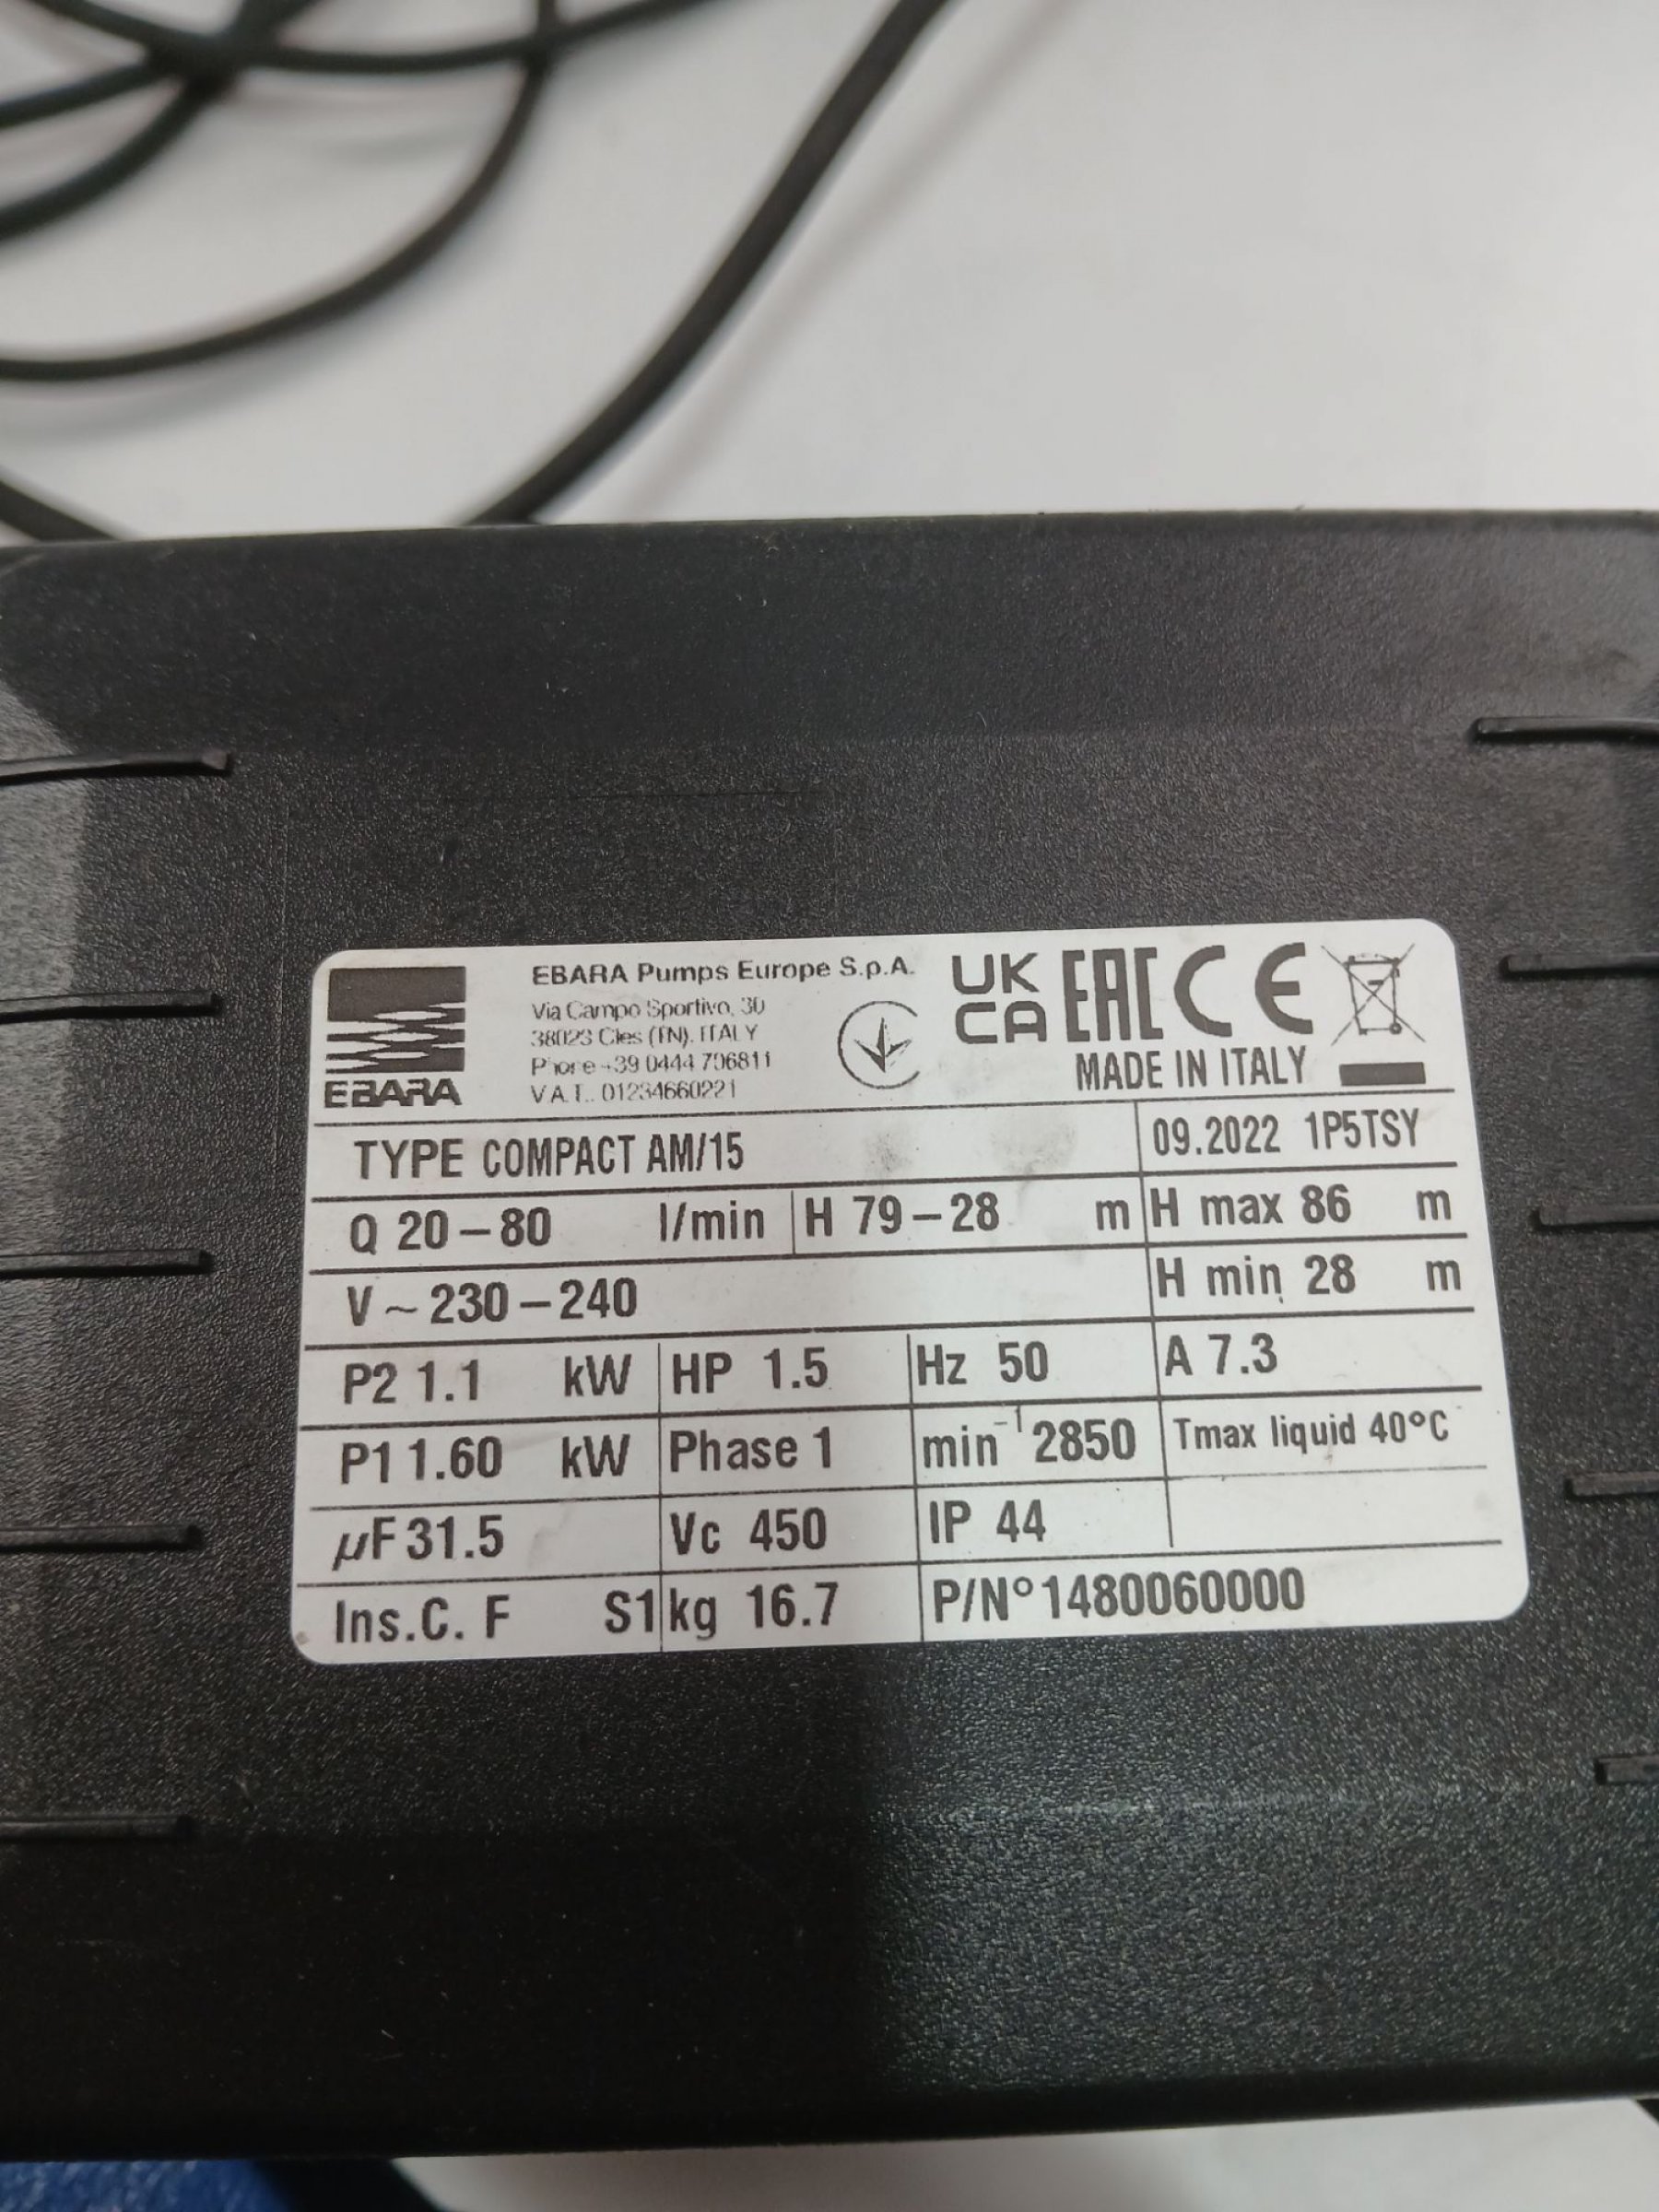 EBARA
EBARA Pumps Europe S.p.A.
Via Campo Sportivo, 30
38023 Cles (TN). ITALY
Phone +39 0444 706811
V.A.T.. 01234660221
UK
CA EAC CE
MADE IN ITALY
TYPE COMPACT AM/15 09.2022 1P5TSY
Q 20–80 l/min H 79–28 m H max 86 m
V~230–240 H min 28 m
P2 1.1 kW HP 1.5 Hz 50 A 7.3
P1 1.60 kW Phase 1 min⁻¹ 2850 Tmax liquid 40°C
µF 31.5 Vc 450 IP 44
Ins.C. F S1 kg 16.7 P/N° 1480060000